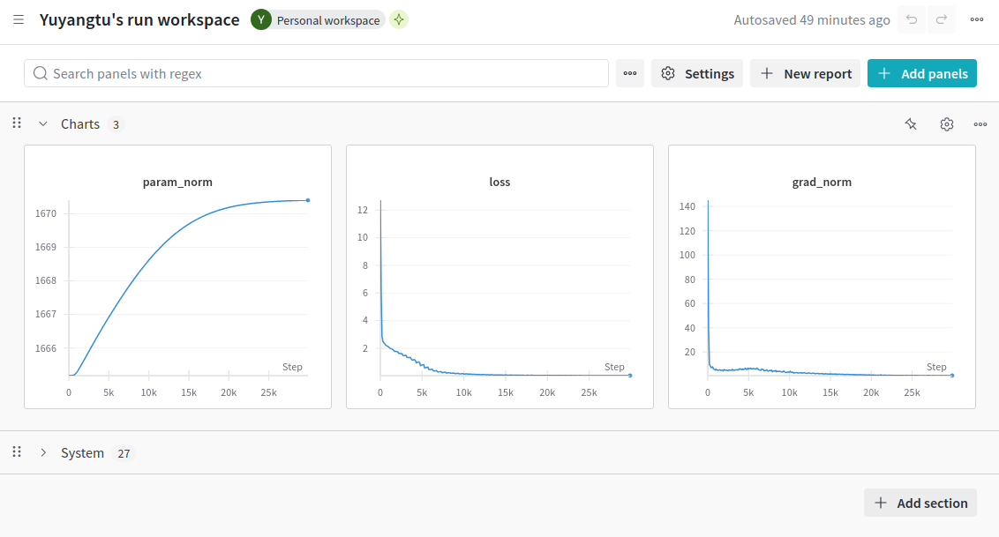 Yuyangtu's run workspace Y Personal workspace Autosaved 49 minutes ago
Search panels with regex Settings New report Add panels
Charts 3
param_norm
1670
1669
1668
1667
1666
Step
0 5k 10k 15k 20k 25k
loss
12
10
8
6
4
2
Step
0 5k 10k 15k 20k 25k
grad_norm
140
120
100
80
60
40
20
Step
0 5k 10k 15k 20k 25k
System 27
Add section